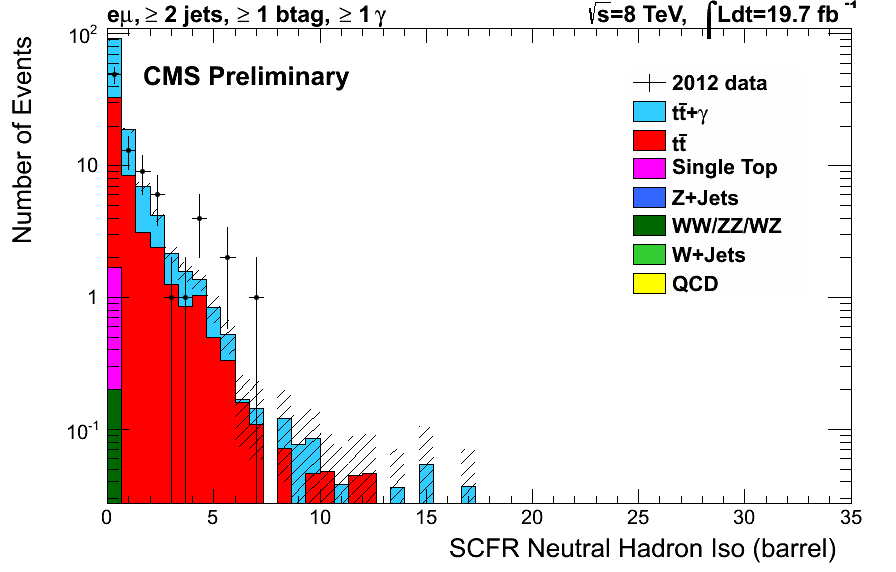 eμ, ≥ 2 jets, ≥ 1 btag, ≥ 1 γ
√s=8 TeV, ∫Ldt=19.7 fb⁻¹
CMS Preliminary
Number of Events
10²
10
1
10⁻¹
2012 data
tt̄+γ
tt̄
Single Top
Z+Jets
WW/ZZ/WZ
W+Jets
QCD
0 5 10 15 20 25 30 35
SCFR Neutral Hadron Iso (barrel)